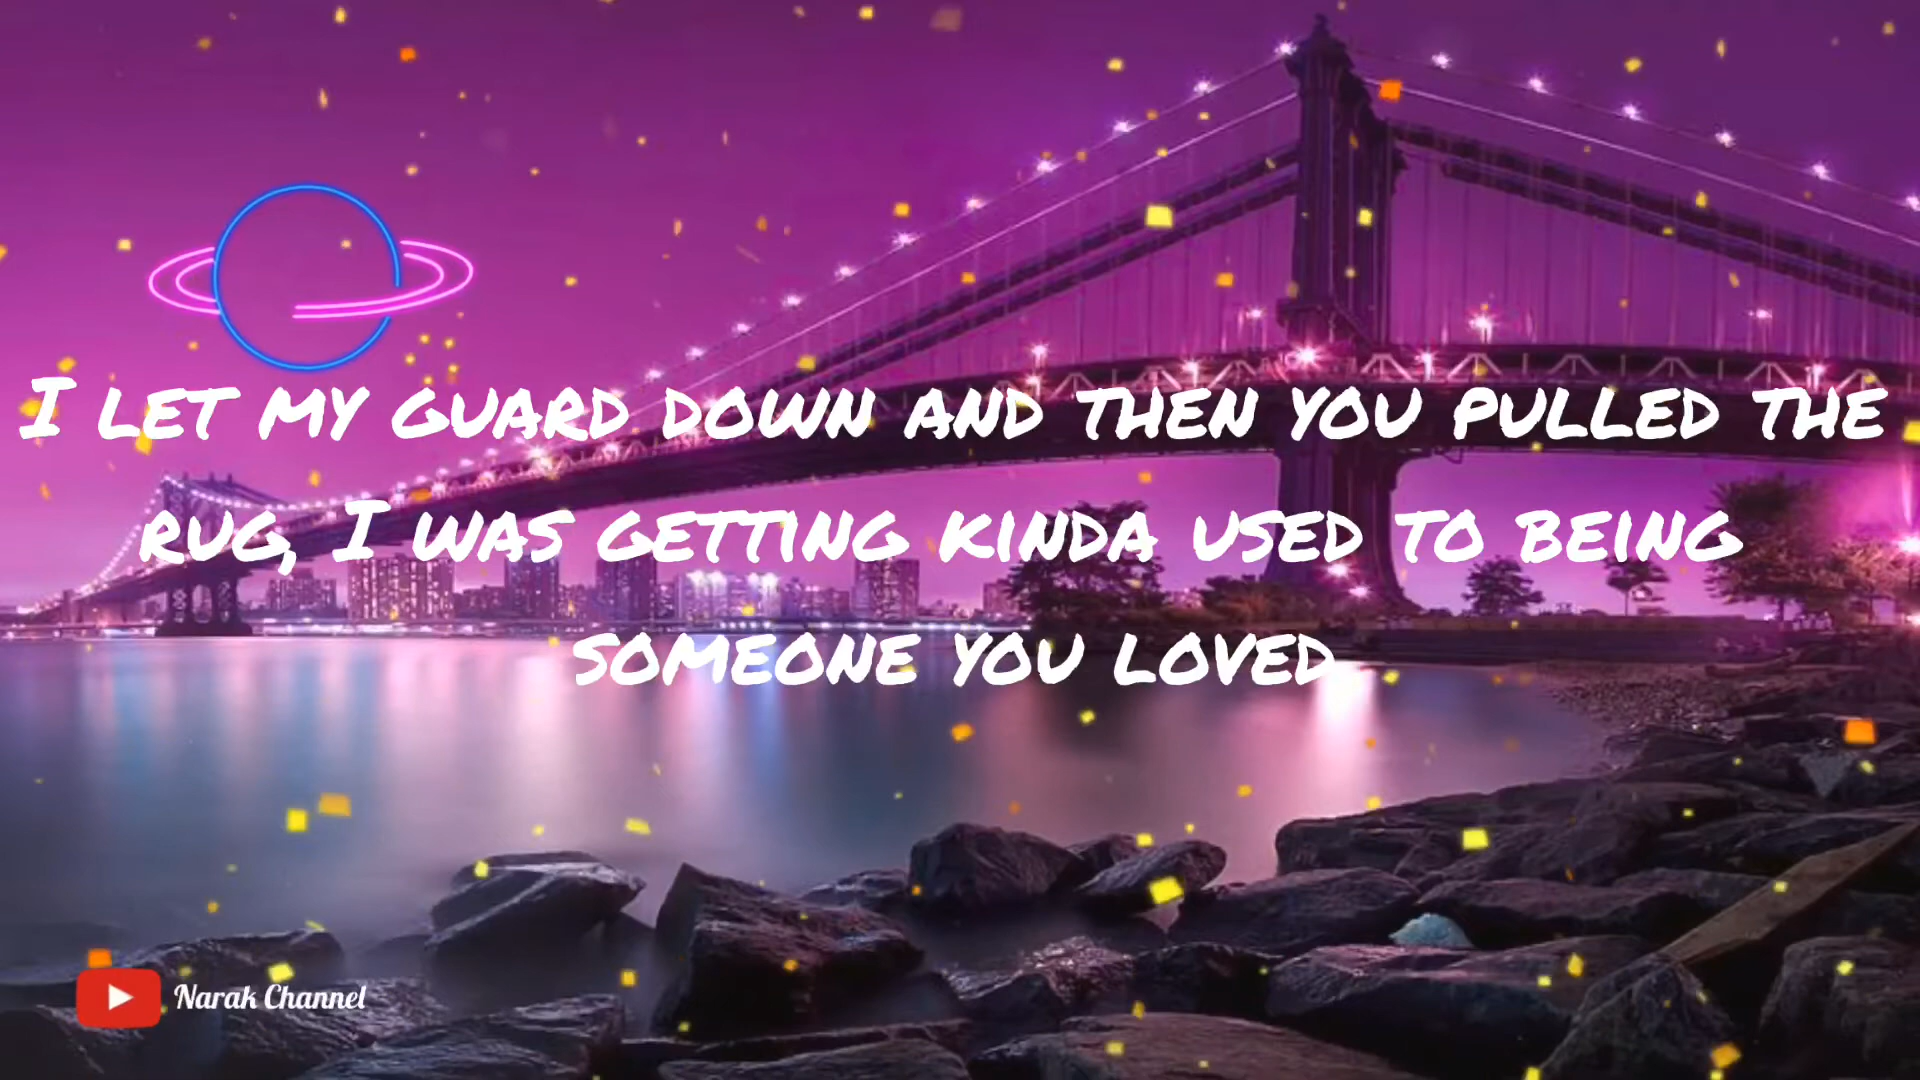 I LET MY GUARD DOWN AND THEN YOU PULLED THE
RUG, I WAS GETTING KINDA USED TO BEING
SOMEONE YOU LOVED
Narak Channel